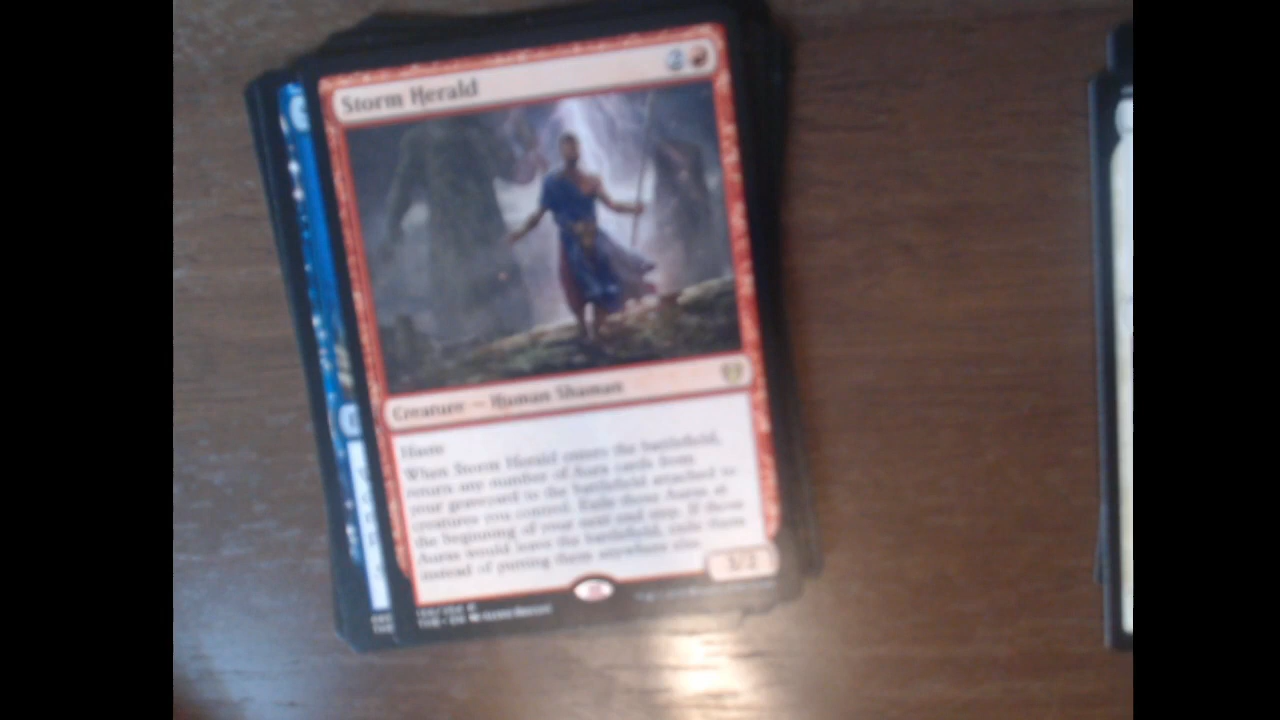 Storm Herald
2
Creature — Human Shaman
Haste
When Storm Herald enters the battlefield,
return any number of Aura cards from
your graveyard to the battlefield attached to
creatures you control. Exile those Auras at
the beginning of your next end step. If those
Auras would leave the battlefield, exile them
instead of putting them anywhere else.
3/2
THB • EN